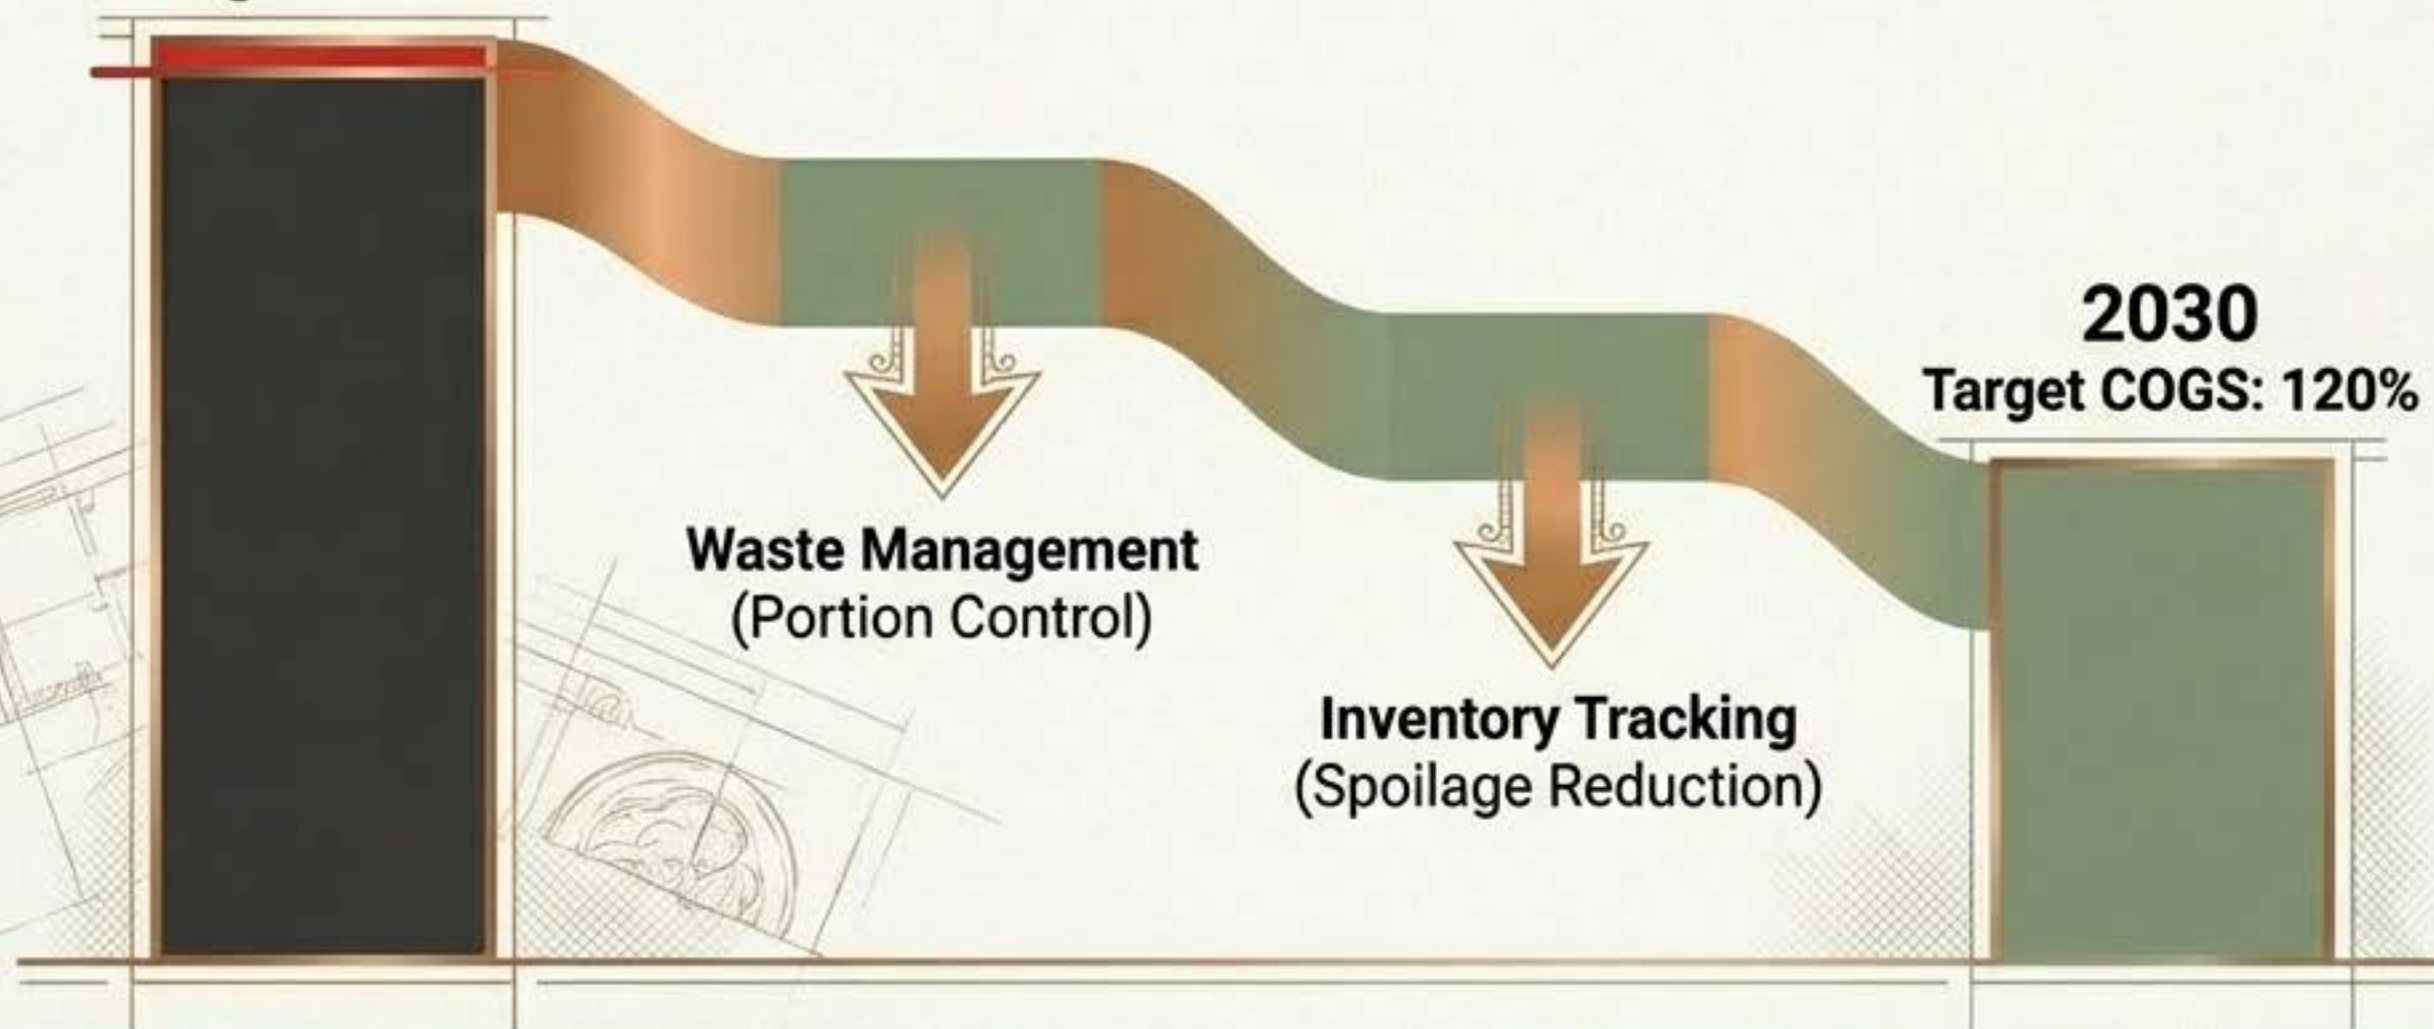 2030
Target COGS: 120%
Waste Management
(Portion Control)
Inventory Tracking
(Spoilage Reduction)